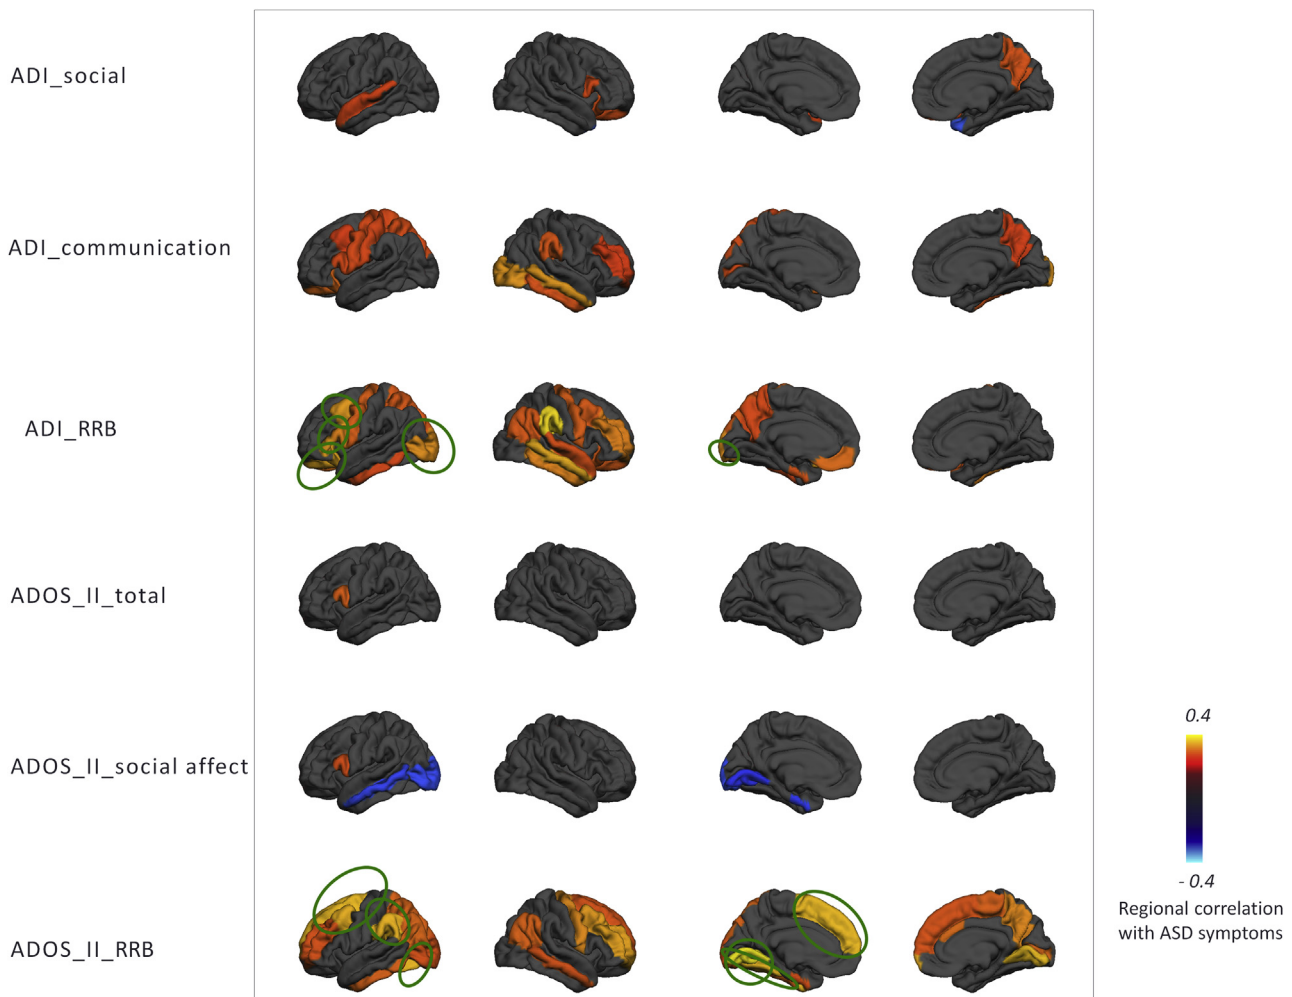 ADI_social
ADI_communication
ADI_RRB
ADOS_II_total
ADOS_II_social affect
ADOS_II_RRB
0.4
- 0.4
Regional correlation
with ASD symptoms